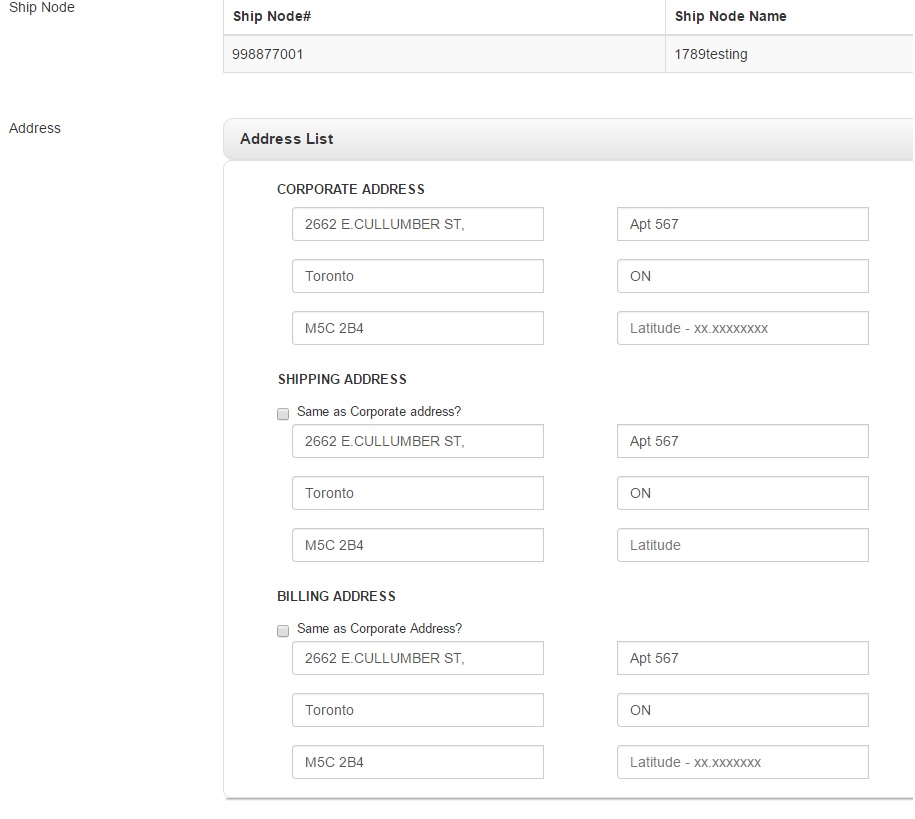 Ship Node
Ship Node# Ship Node Name
998877001 1789testing
Address
Address List
CORPORATE ADDRESS
2662 E.CULLUMBER ST, Apt 567
Toronto ON
M5C 2B4 Latitude - xx.xxxxxxxx
SHIPPING ADDRESS
Same as Corporate address?
2662 E.CULLUMBER ST, Apt 567
Toronto ON
M5C 2B4 Latitude
BILLING ADDRESS
Same as Corporate Address?
2662 E.CULLUMBER ST, Apt 567
Toronto ON
M5C 2B4 Latitude - xx.xxxxxxx